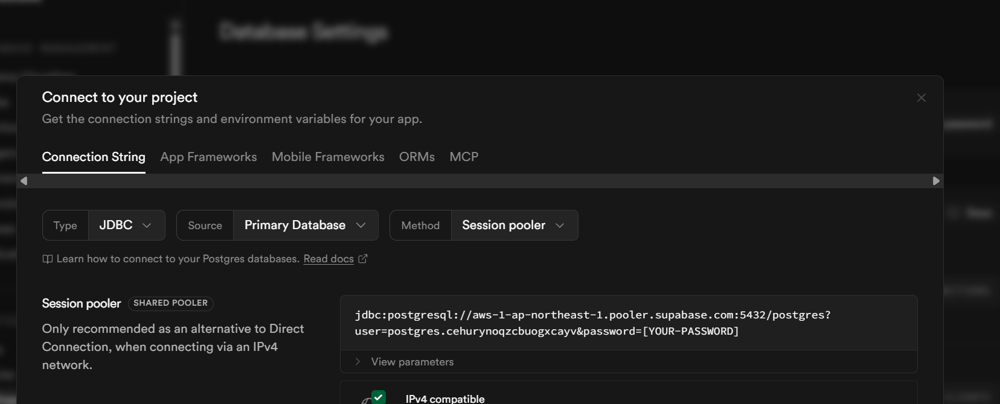 Database Settings
Connect to your project
Get the connection strings and environment variables for your app.
Connection String App Frameworks Mobile Frameworks ORMs MCP
Type JDBC Source Primary Database Method Session pooler
Learn how to connect to your Postgres databases. Read docs
Session pooler SHARED POOLER
Only recommended as an alternative to Direct
Connection, when connecting via an IPv4
network.
jdbc:postgresql://aws-1-ap-northeast-1.pooler.supabase.com:5432/postgres?
user=postgres.cehurynoqzcbuogxcayv&password=[YOUR-PASSWORD]
View parameters
IPv4 compatible